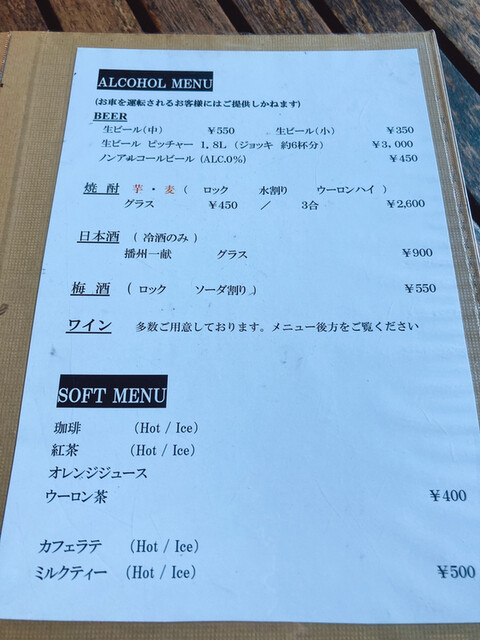 ALCOHOL MENU
(お車を運転されるお客様にはご提供しかねます)
BEER
生ビール(中) ¥550 生ビール(小) ¥350
生ビール ピッチャー 1,8L (ジョッキ 約6杯分) ¥3,000
ノンアルコールビール (ALC.0%) ¥450
焼酎 芋・麦 ( ロック 水割り ウーロンハイ )
グラス ¥450 / 3合 ¥2,600
日本酒 ( 冷酒のみ )
播州一献 グラス ¥900
梅酒 ( ロック ソーダ割り ) ¥550
ワイン 多数ご用意しております。メニュー後方をご覧ください
SOFT MENU
珈琲 (Hot / Ice)
紅茶 (Hot / Ice)
オレンジジュース
ウーロン茶 ¥400
カフェラテ (Hot / Ice)
ミルクティー (Hot / Ice) ¥500